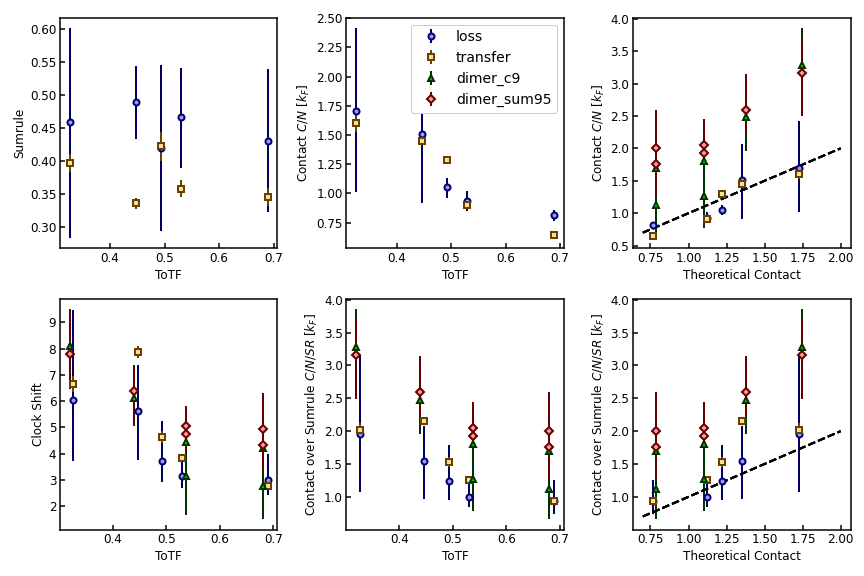 Sumrule
0.60
0.55
0.50
0.45
0.40
0.35
0.30
0.4 0.5 0.6 0.7
ToTF
Contact C/N [k_F]
2.50
2.25
2.00
1.75
1.50
1.25
1.00
0.75
0.4 0.5 0.6 0.7
ToTF
loss
transfer
dimer_c9
dimer_sum95
Contact C/N [k_F]
4.0
3.5
3.0
2.5
2.0
1.5
1.0
0.5
0.75 1.00 1.25 1.50 1.75 2.00
Theoretical Contact
Clock Shift
9
8
7
6
5
4
3
2
0.4 0.5 0.6 0.7
ToTF
Contact over Sumrule C/N/SR [k_F]
4.0
3.5
3.0
2.5
2.0
1.5
1.0
0.4 0.5 0.6 0.7
ToTF
Contact over Sumrule C/N/SR [k_F]
4.0
3.5
3.0
2.5
2.0
1.5
1.0
0.75 1.00 1.25 1.50 1.75 2.00
Theoretical Contact